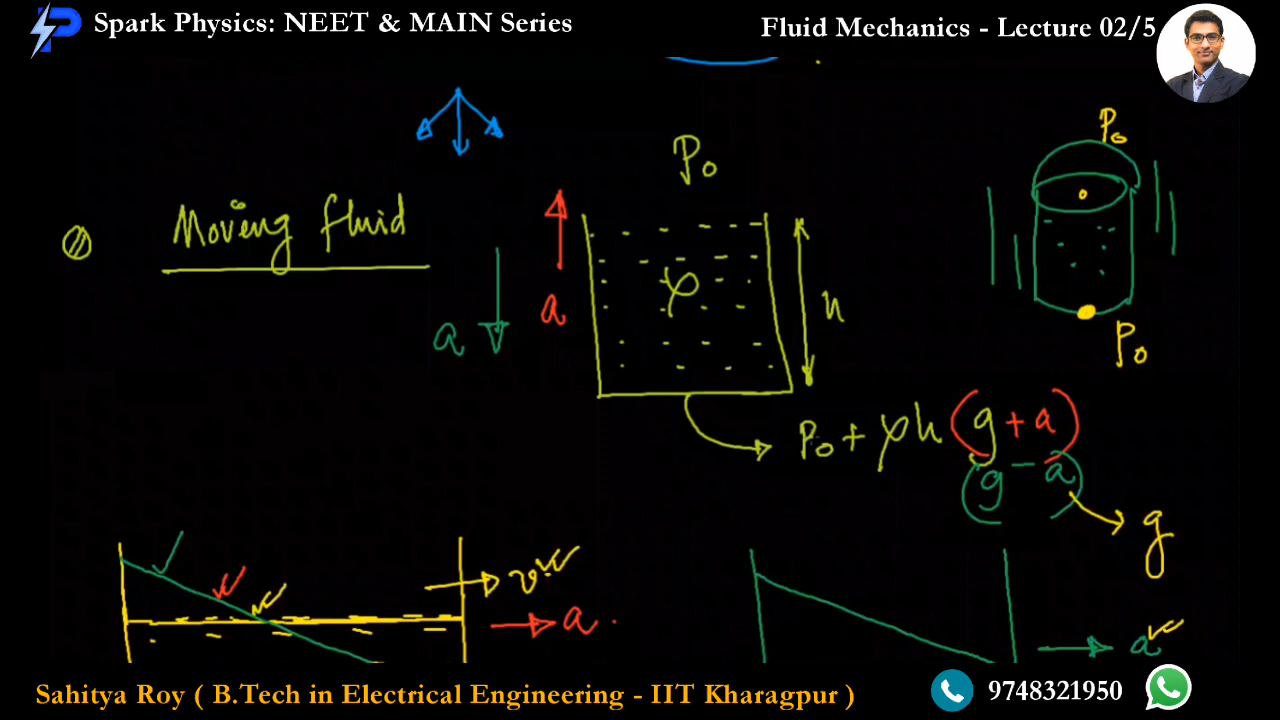 Spark Physics: NEET & MAIN Series
Fluid Mechanics - Lecture 02/5
P₀
P₀
Moving fluid
a
a
ρ
h
P₀
P₀ + ρh (g + a)
(g - a)
g
v
a
a
Sahitya Roy ( B.Tech in Electrical Engineering - IIT Kharagpur )
9748321950